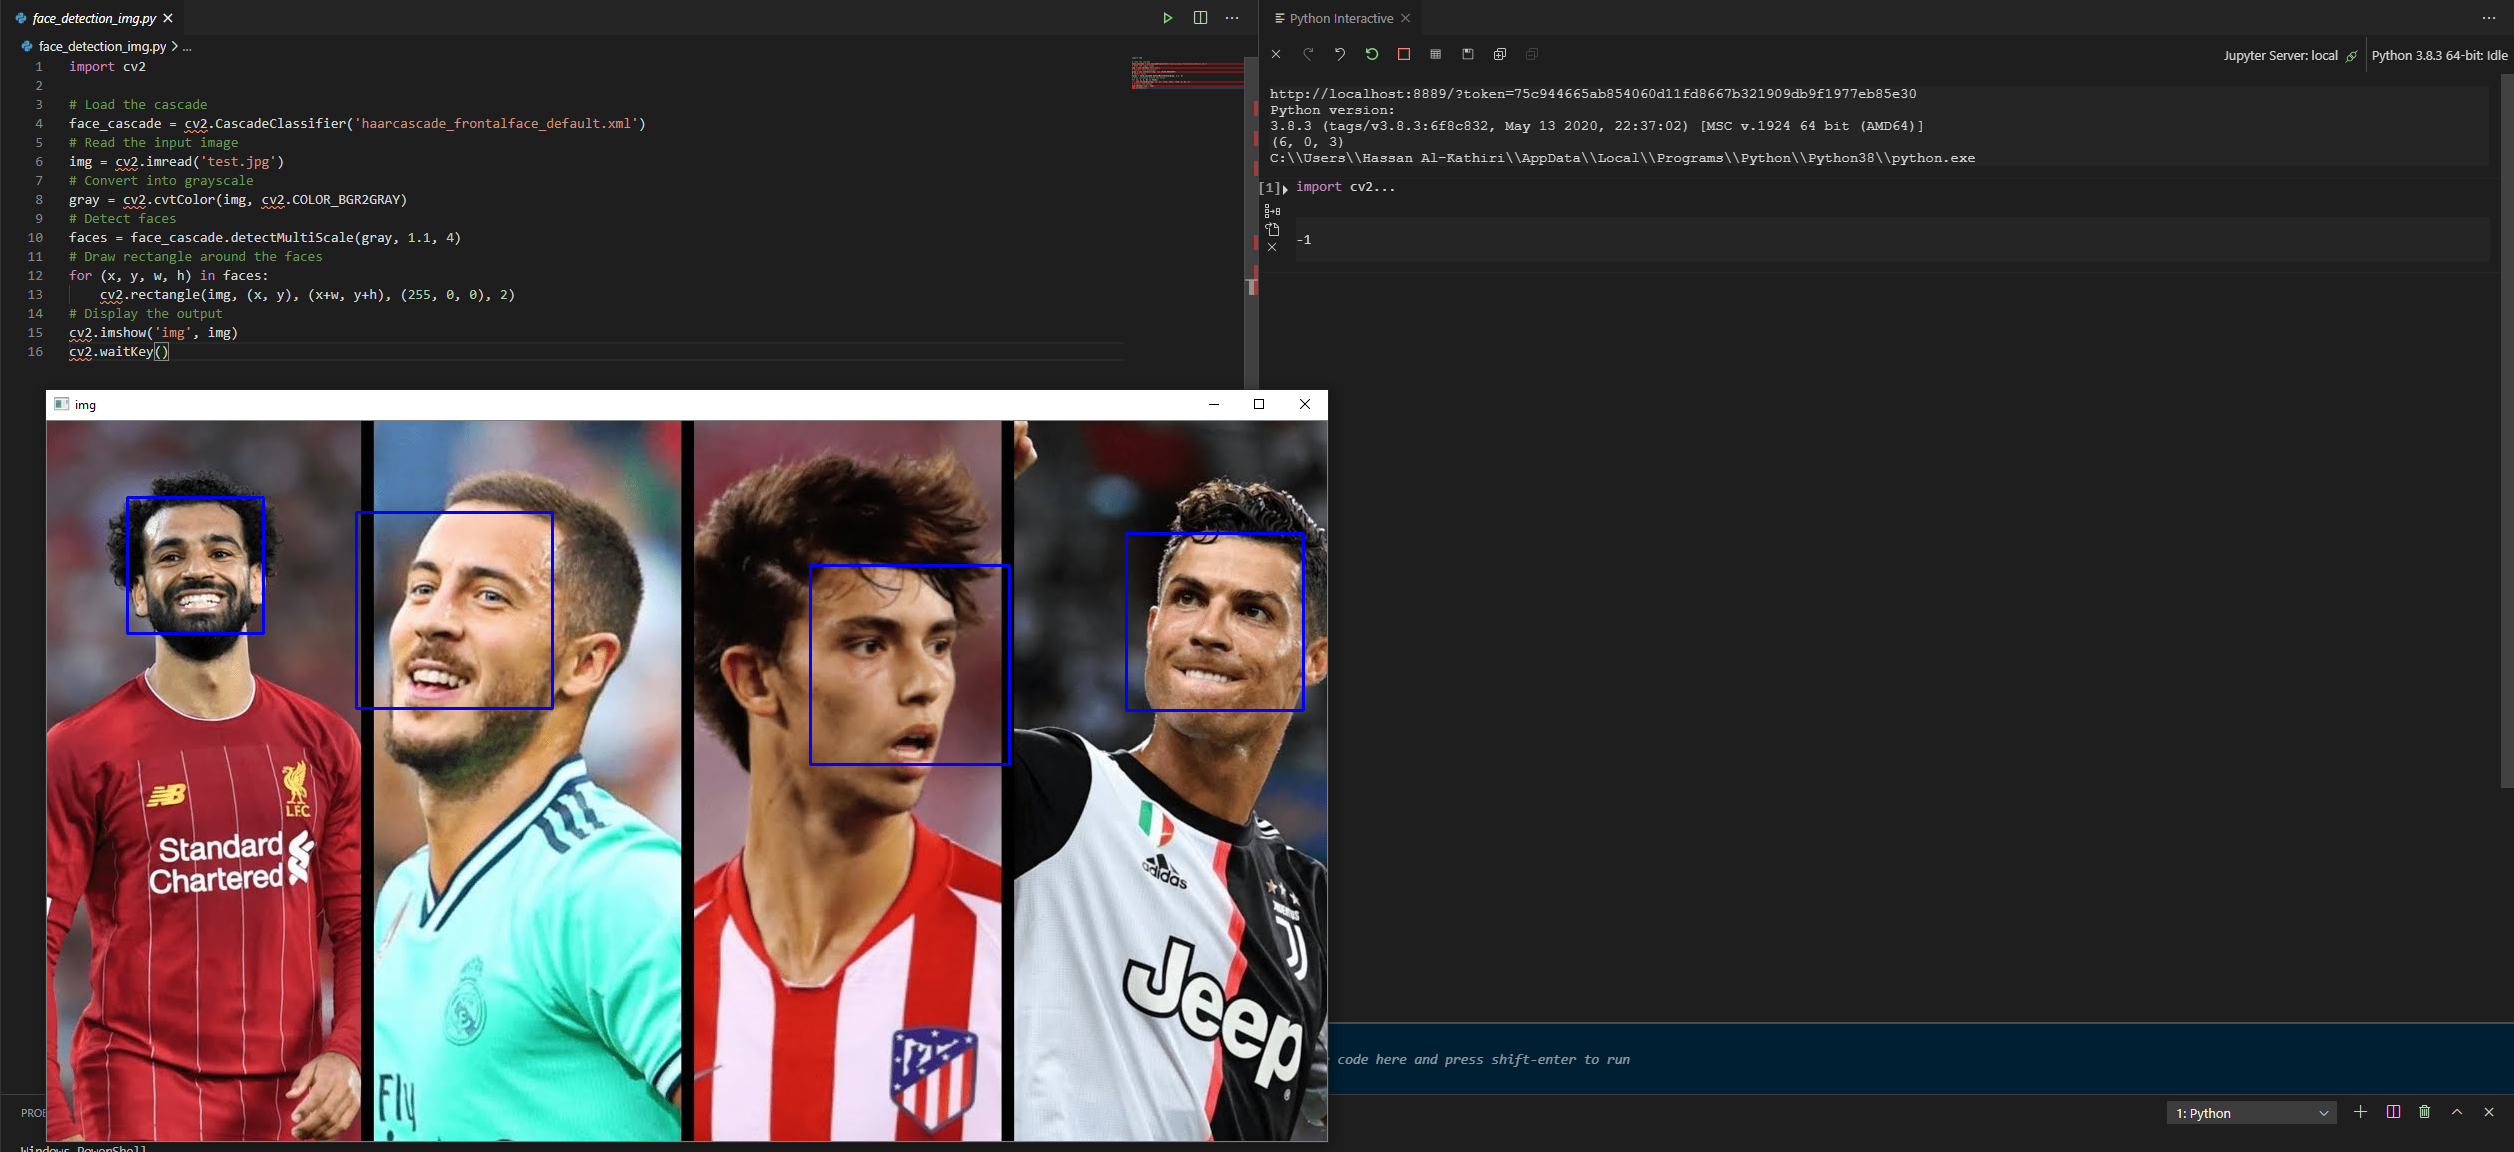 face_detection_img.py
face_detection_img.py > ...
1 import cv2
2
3 # Load the cascade
4 face_cascade = cv2.CascadeClassifier('haarcascade_frontalface_default.xml')
5 # Read the input image
6 img = cv2.imread('test.jpg')
7 # Convert into grayscale
8 gray = cv2.cvtColor(img, cv2.COLOR_BGR2GRAY)
9 # Detect faces
10 faces = face_cascade.detectMultiScale(gray, 1.1, 4)
11 # Draw rectangle around the faces
12 for (x, y, w, h) in faces:
13     cv2.rectangle(img, (x, y), (x+w, y+h), (255, 0, 0), 2)
14 # Display the output
15 cv2.imshow('img', img)
16 cv2.waitKey()
Python Interactive
Jupyter Server: local
Python 3.8.3 64-bit: Idle
http://localhost:8889/?token=75c944665ab854060d11fd8667b321909db9f1977eb85e30
Python version:
3.8.3 (tags/v3.8.3:6f8c832, May 13 2020, 22:37:02) [MSC v.1924 64 bit (AMD64)]
(6, 0, 3)
C:\\Users\\Hassan Al-Kathiri\\AppData\\Local\\Programs\\Python\\Python38\\python.exe
[1] import cv2...
-1
img
L.F.C.
Standard
Chartered
Fly
adidas
JUVENTUS
Jeep
code here and press shift-enter to run
1: Python
Windows PowerShell